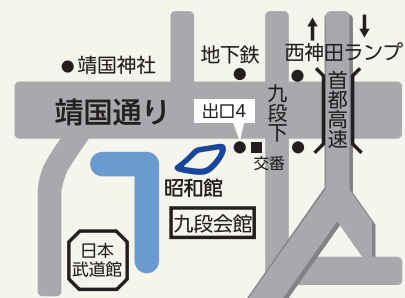 地下鉄
西神田ランプ
靖国神社
靖国通り
出口4
九段下
首都高速
交番
昭和館
九段会館
日本
武道館